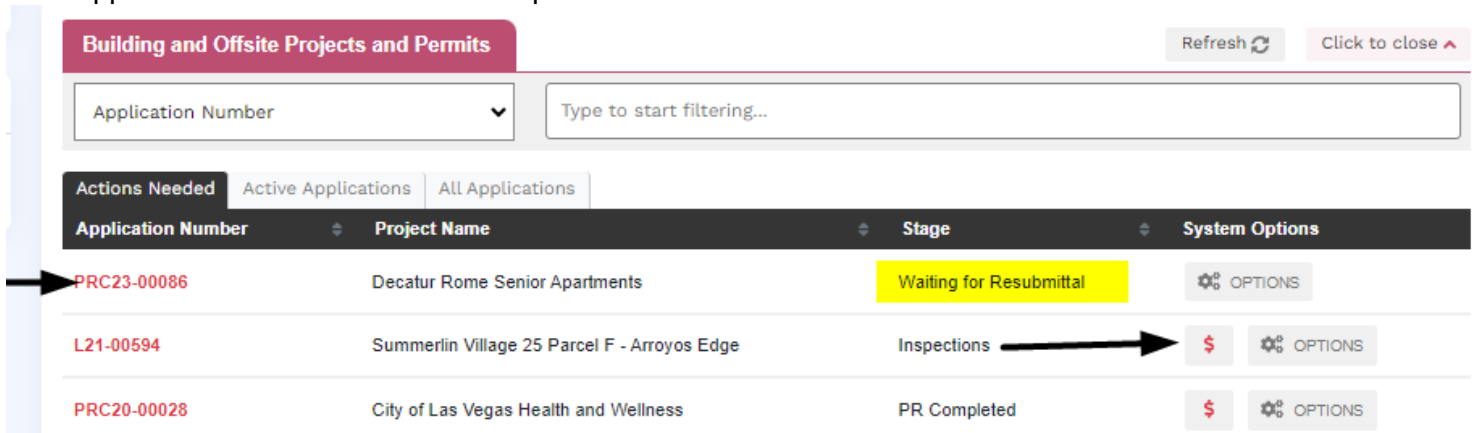 Building and Offsite Projects and Permits Refresh Click to close
Application Number Type to start filtering...
Actions Needed Active Applications All Applications
Application Number Project Name Stage System Options
PRC23-00086 Decatur Rome Senior Apartments Waiting for Resubmittal OPTIONS
L21-00594 Summerlin Village 25 Parcel F - Arroyos Edge Inspections $ OPTIONS
PRC20-00028 City of Las Vegas Health and Wellness PR Completed $ OPTIONS